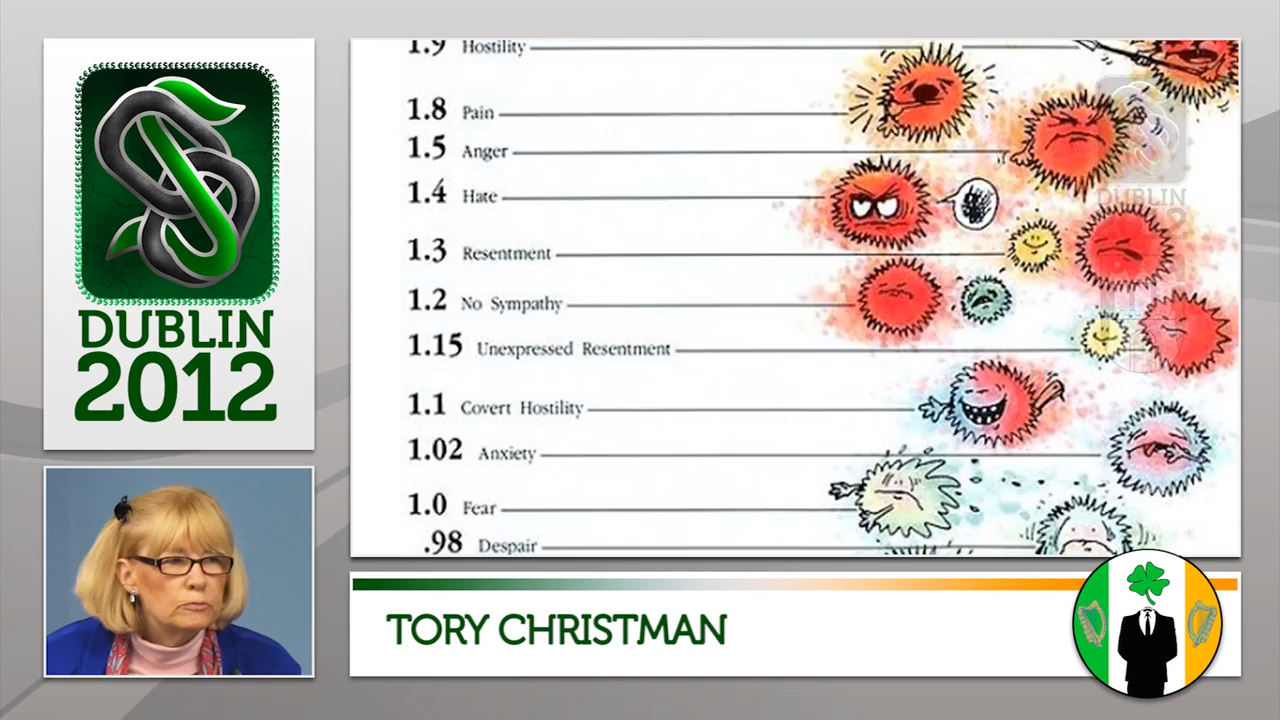 DUBLIN
2012
1.9 Hostility
1.8 Pain
1.5 Anger
1.4 Hate
1.3 Resentment
1.2 No Sympathy
1.15 Unexpressed Resentment
1.1 Covert Hostility
1.02 Anxiety
1.0 Fear
.98 Despair
DUBLIN
TORY CHRISTMAN